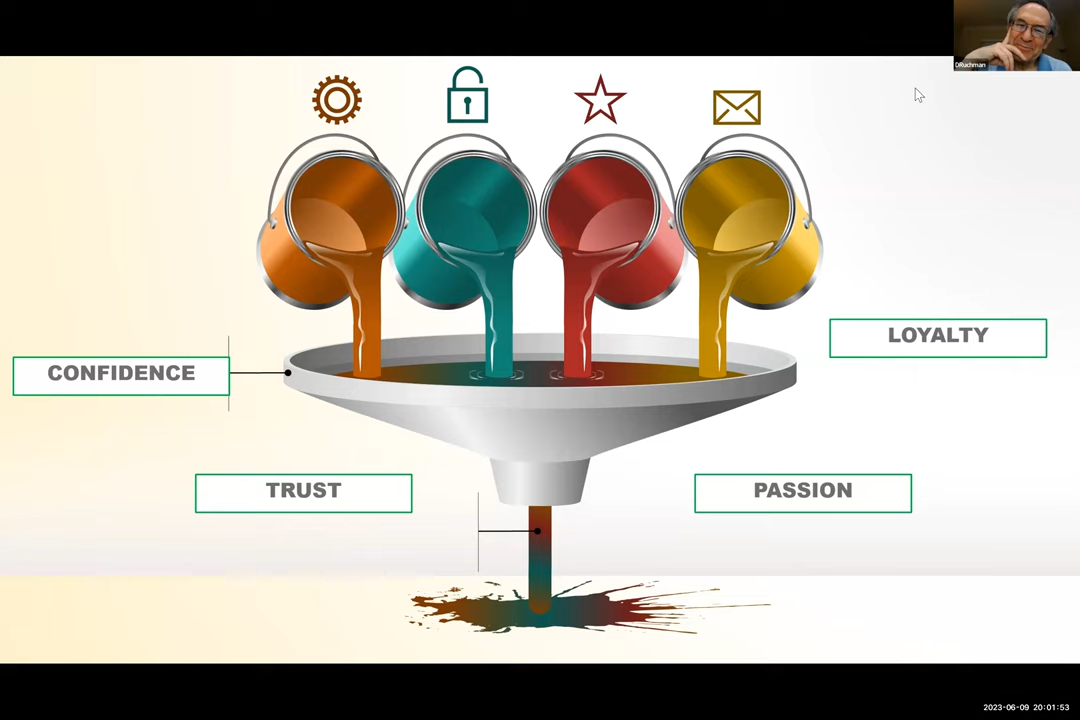 DRuchman
LOYALTY
CONFIDENCE
TRUST
PASSION
2023-06-09 20:01:53